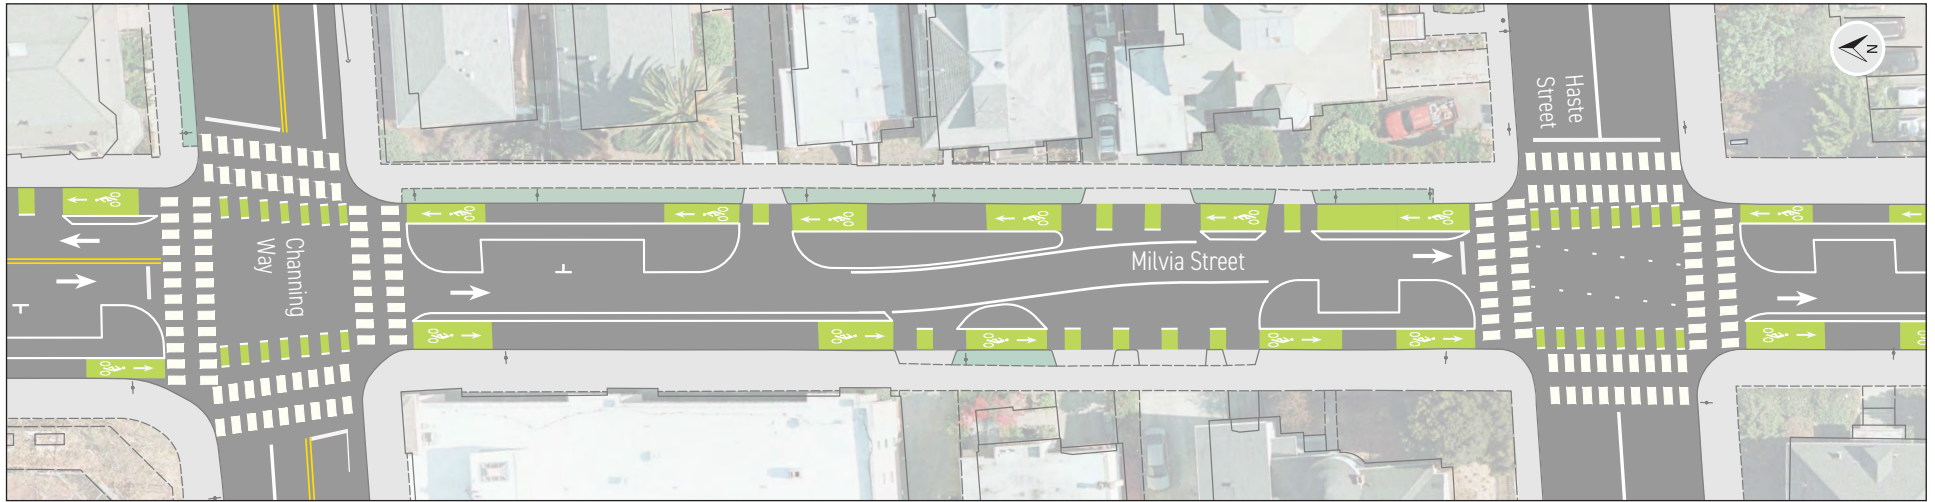 Channing
Way
Milvia Street
Haste
Street
N